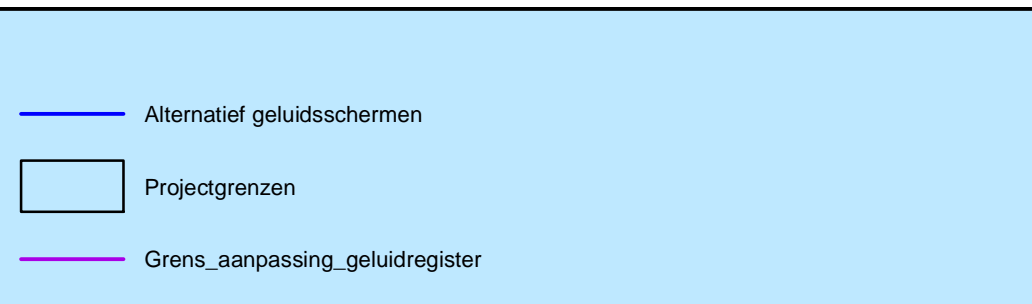 Alternatief geluidsschermen
Projectgrenzen
Grens_aanpassing_geluidregister